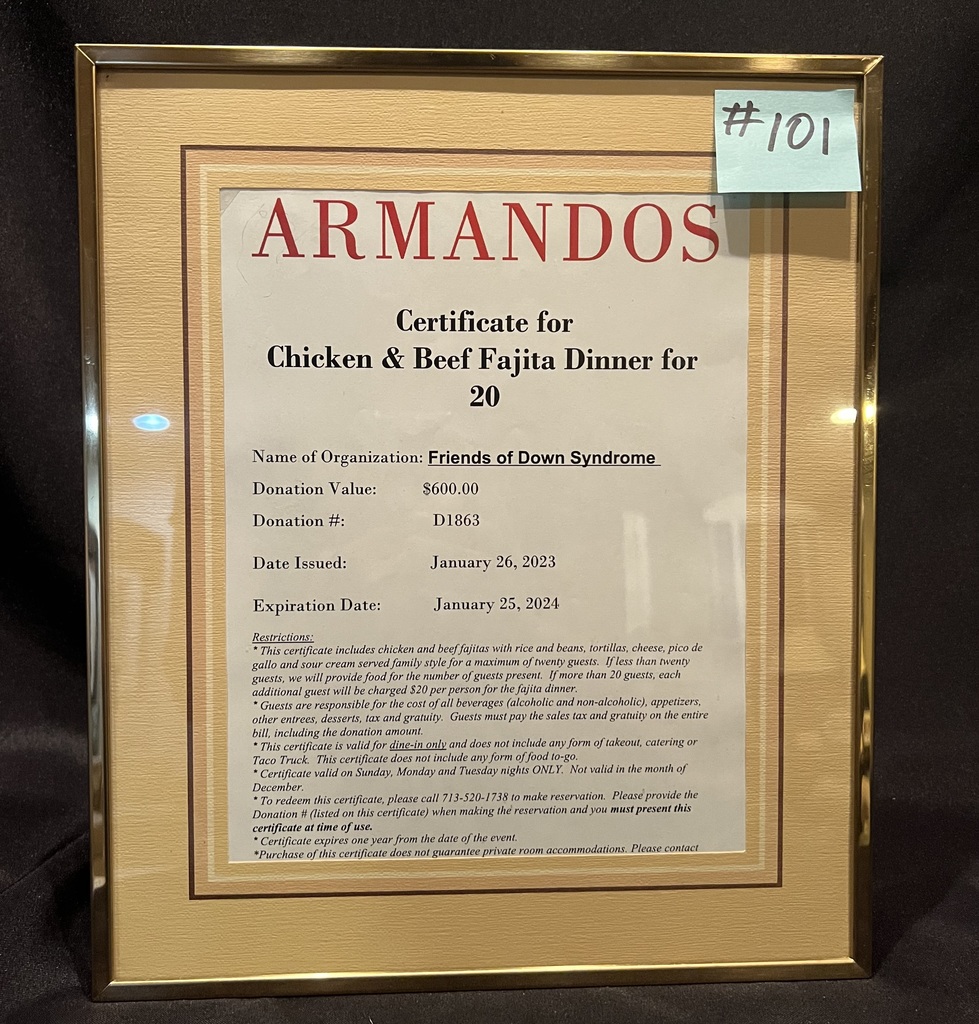 #101
ARMANDOS
Certificate for
Chicken & Beef Fajita Dinner for
20
Name of Organization: Friends of Down Syndrome
Donation Value: $600.00
Donation #: D1863
Date Issued: January 26, 2023
Expiration Date: January 25, 2024
Restrictions:
* This certificate includes chicken and beef fajitas with rice and beans, tortillas, cheese, pico de
gallo and sour cream served family style for a maximum of twenty guests. If less than twenty
guests, we will provide food for the number of guests present. If more than 20 guests, each
additional guest will be charged $20 per person for the fajita dinner.
* Guests are responsible for the cost of all beverages (alcoholic and non-alcoholic), appetizers,
other entrees, desserts, tax and gratuity. Guests must pay the sales tax and gratuity on the entire
bill, including the donation amount.
* This certificate is valid for dine-in only and does not include any form of takeout, catering or
Taco Truck. This certificate does not include any form of food to-go.
* Certificate valid on Sunday, Monday and Tuesday nights ONLY. Not valid in the month of
December.
* To redeem this certificate, please call 713-520-1738 to make reservation. Please provide the
Donation # (listed on this certificate) when making the reservation and you must present this
certificate at time of use.
* Certificate expires one year from the date of the event.
*Purchase of this certificate does not guarantee private room accommodations. Please contact